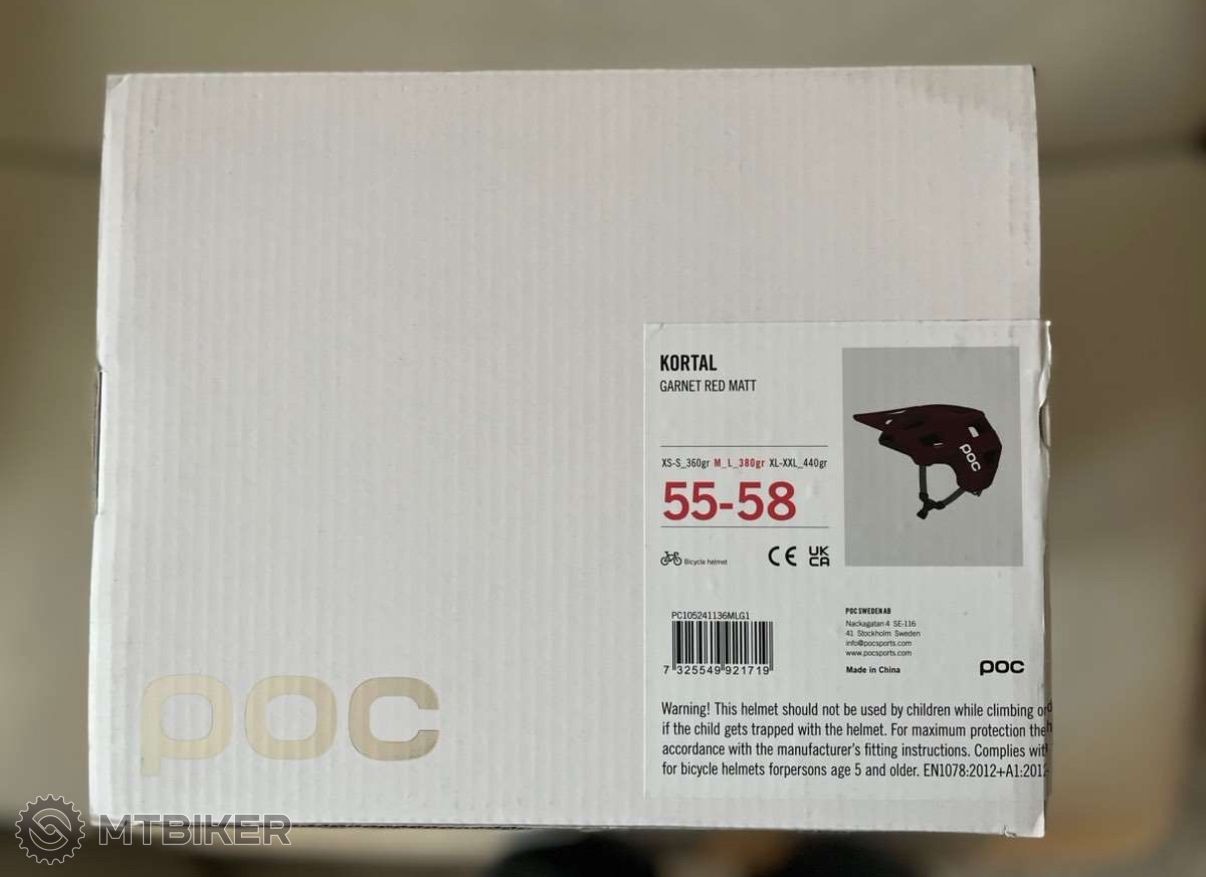 KORTAL
GARNET RED MATT
XS-S_360gr M_L_380gr XL-XXL_440gr
55-58
Bicycle helmet
CE UK CA
poc
PC105241136MLG1
7 325549 921719
POC SWEDEN AB
Nackagatan 4 SE-116
41 Stockholm Sweden
info@pocsports.com
www.pocsports.com
Made in China
poc
Warning! This helmet should not be used by children while climbing or
if the child gets trapped with the helmet. For maximum protection the
accordance with the manufacturer's fitting instructions. Complies wit
for bicycle helmets forpersons age 5 and older. EN1078:2012+A1:2012
poc
MTBIKER